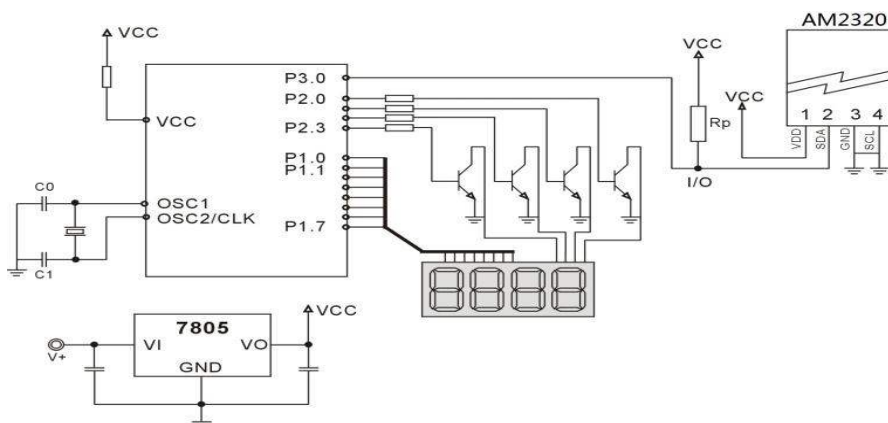 AM2320
VCC
VCC
P3.0
VCC
P2.0
VCC
P2.3
Rp
1 2 3 4
VDD
SDA
GND
SCL
P1.0
P1.1
I/O
C0
OSC1
OSC2/CLK
P1.7
C1
7805
VCC
VI
VO
V+
GND